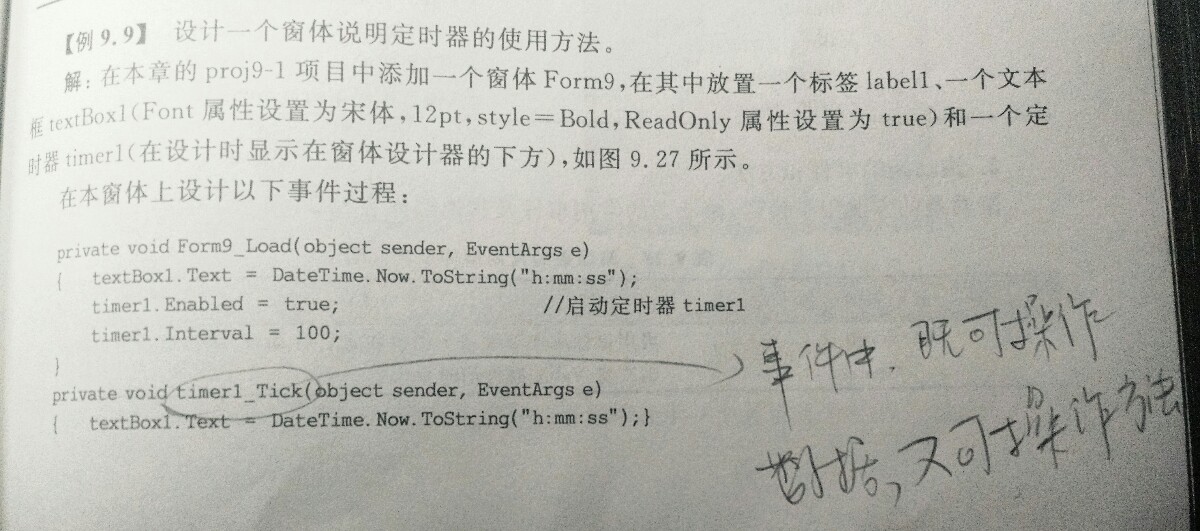 【例9.9】 设计一个窗体说明定时器的使用方法。
解：在本章的 proj9-1 项目中添加一个窗体 Form9，在其中放置一个标签 label1、一个文本
框 textBox1(Font 属性设置为宋体，12pt，style＝Bold，ReadOnly 属性设置为 true)和一个定
时器 timer1(在设计时显示在窗体设计器的下方)，如图 9.27 所示。
在本窗体上设计以下事件过程：
private void Form9_Load(object sender, EventArgs e)
{ textBox1.Text = DateTime.Now.ToString("h:mm:ss");
timer1.Enabled = true; //启动定时器 timer1
timer1.Interval = 100;
}
private void timer1_Tick(object sender, EventArgs e)
{ textBox1.Text = DateTime.Now.ToString("h:mm:ss");}
事件中，既可操作
数据，又可操作方法